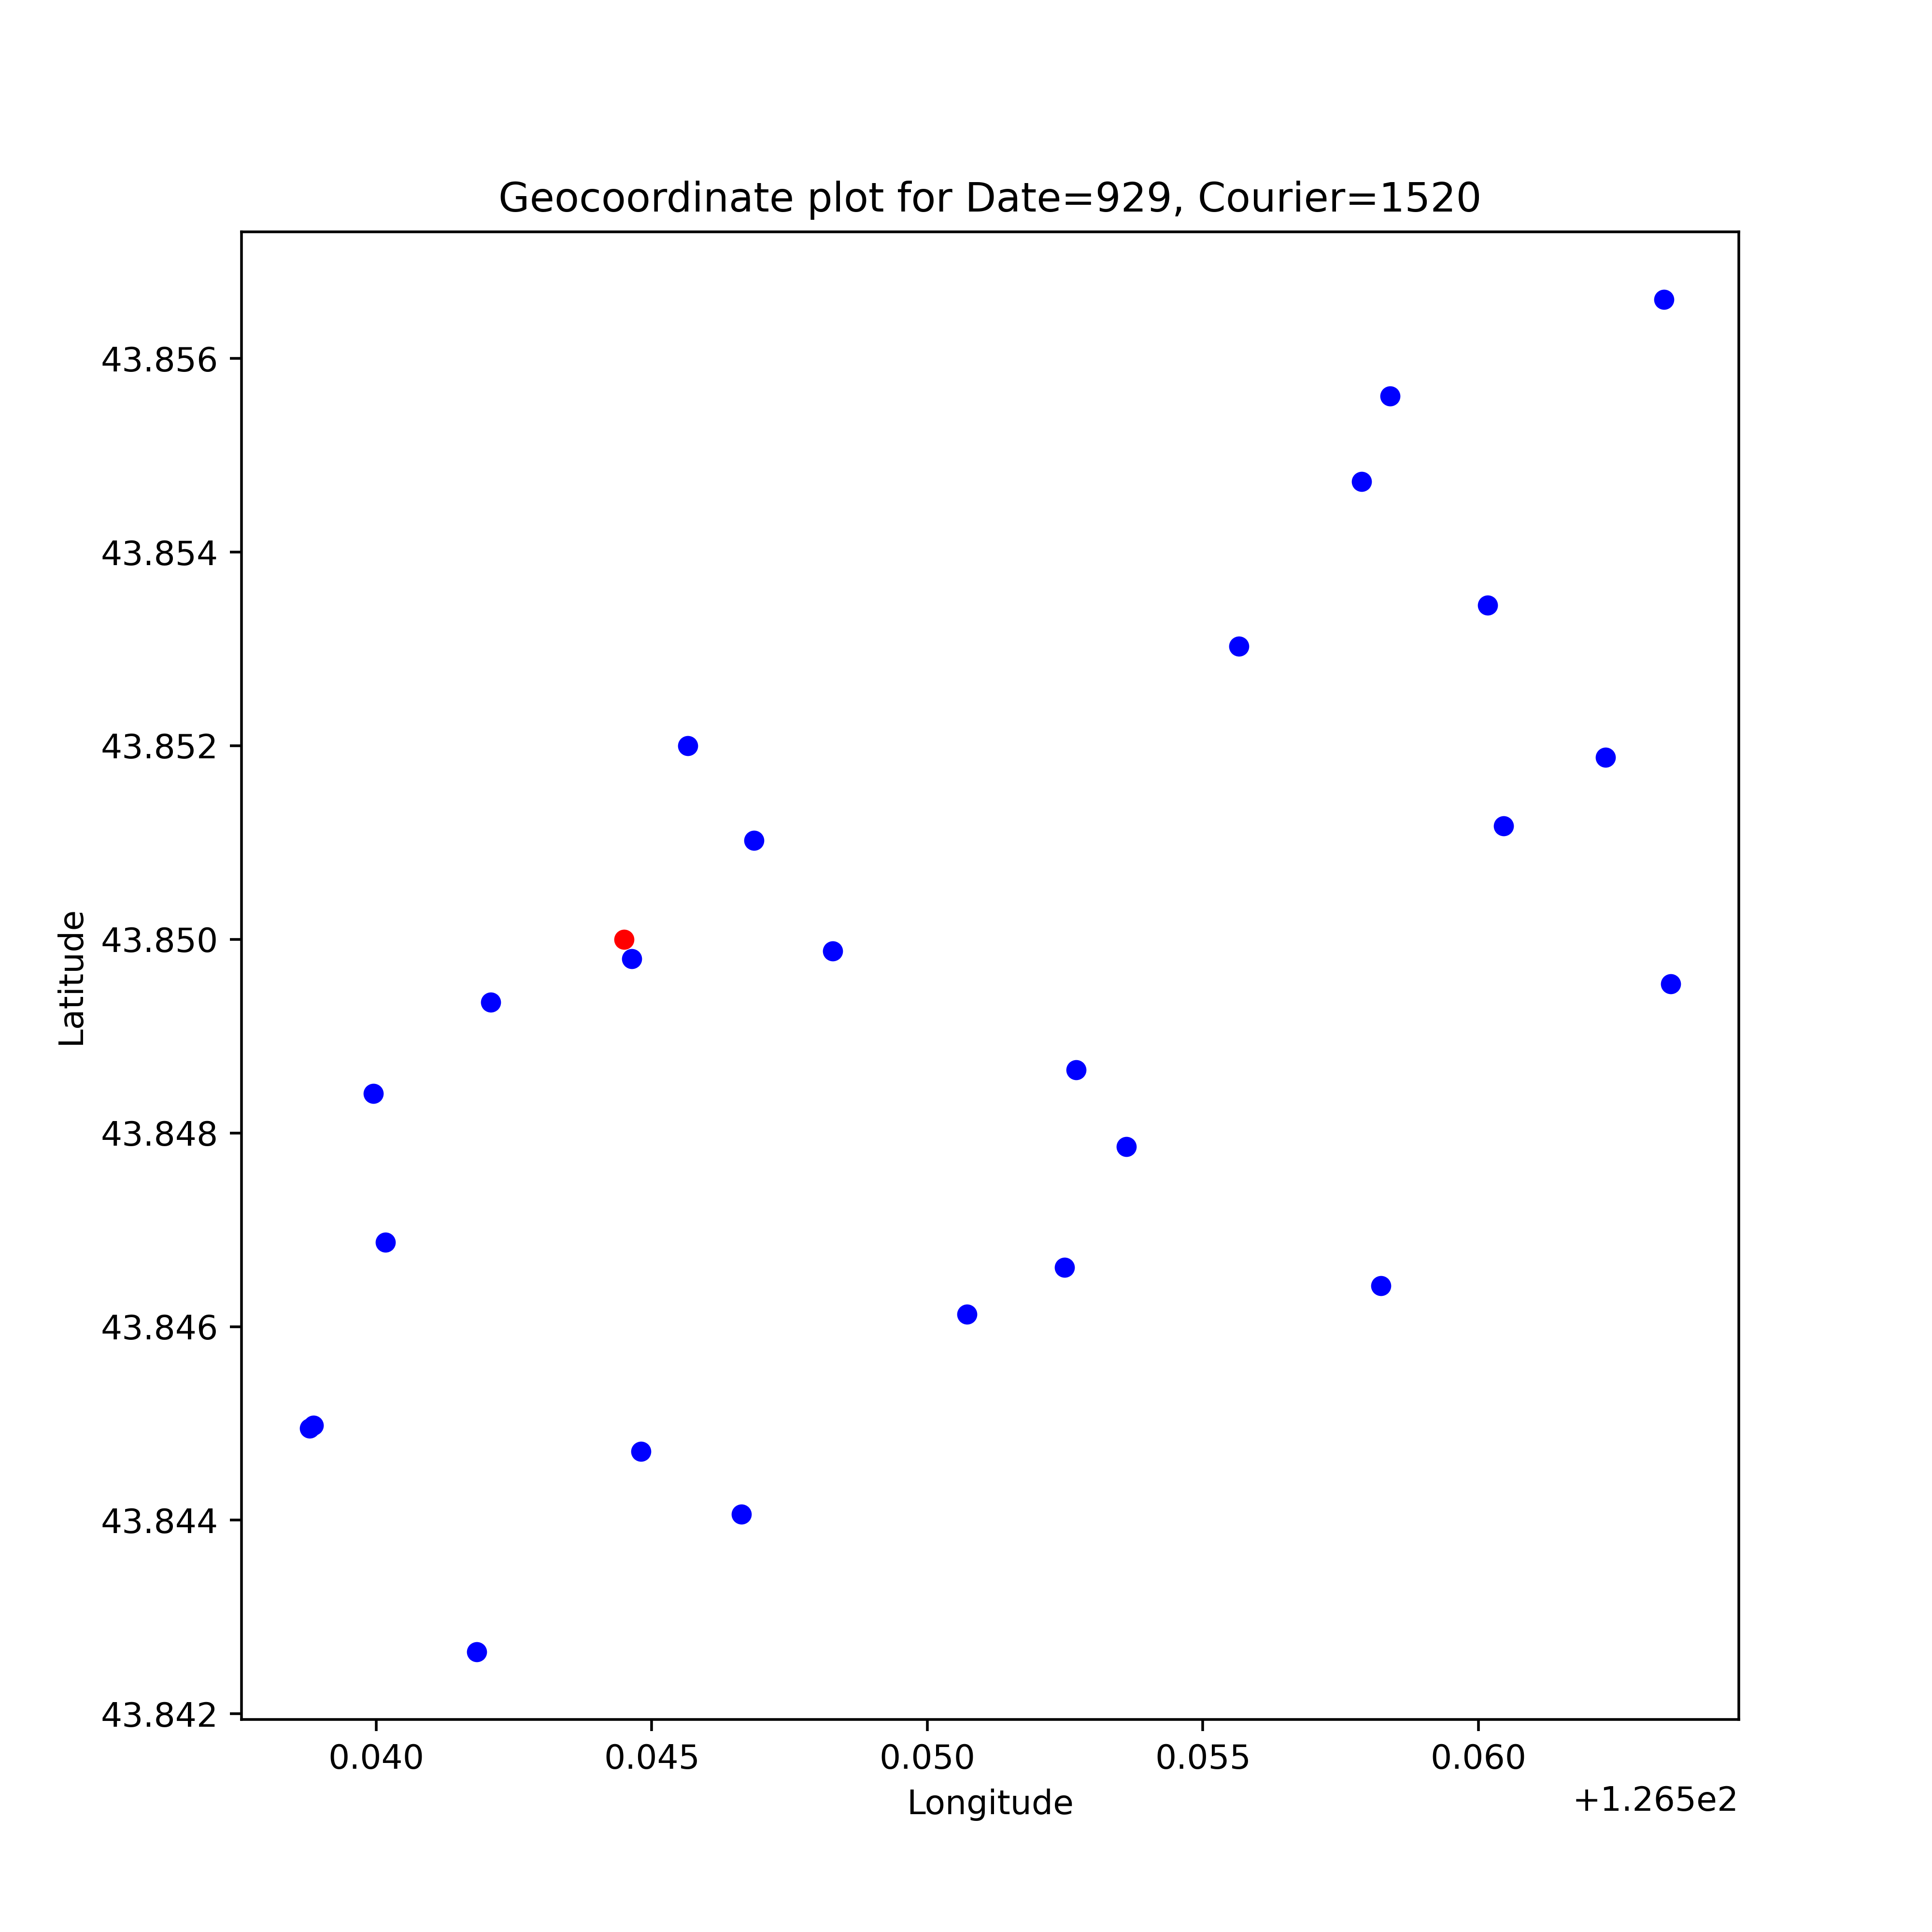 Geocoordinate plot for Date=929, Courier=1520
43.856
43.854
43.852
43.850
43.848
43.846
43.844
43.842
Latitude
0.040 0.045 0.050 0.055 0.060
Longitude
+1.265e2